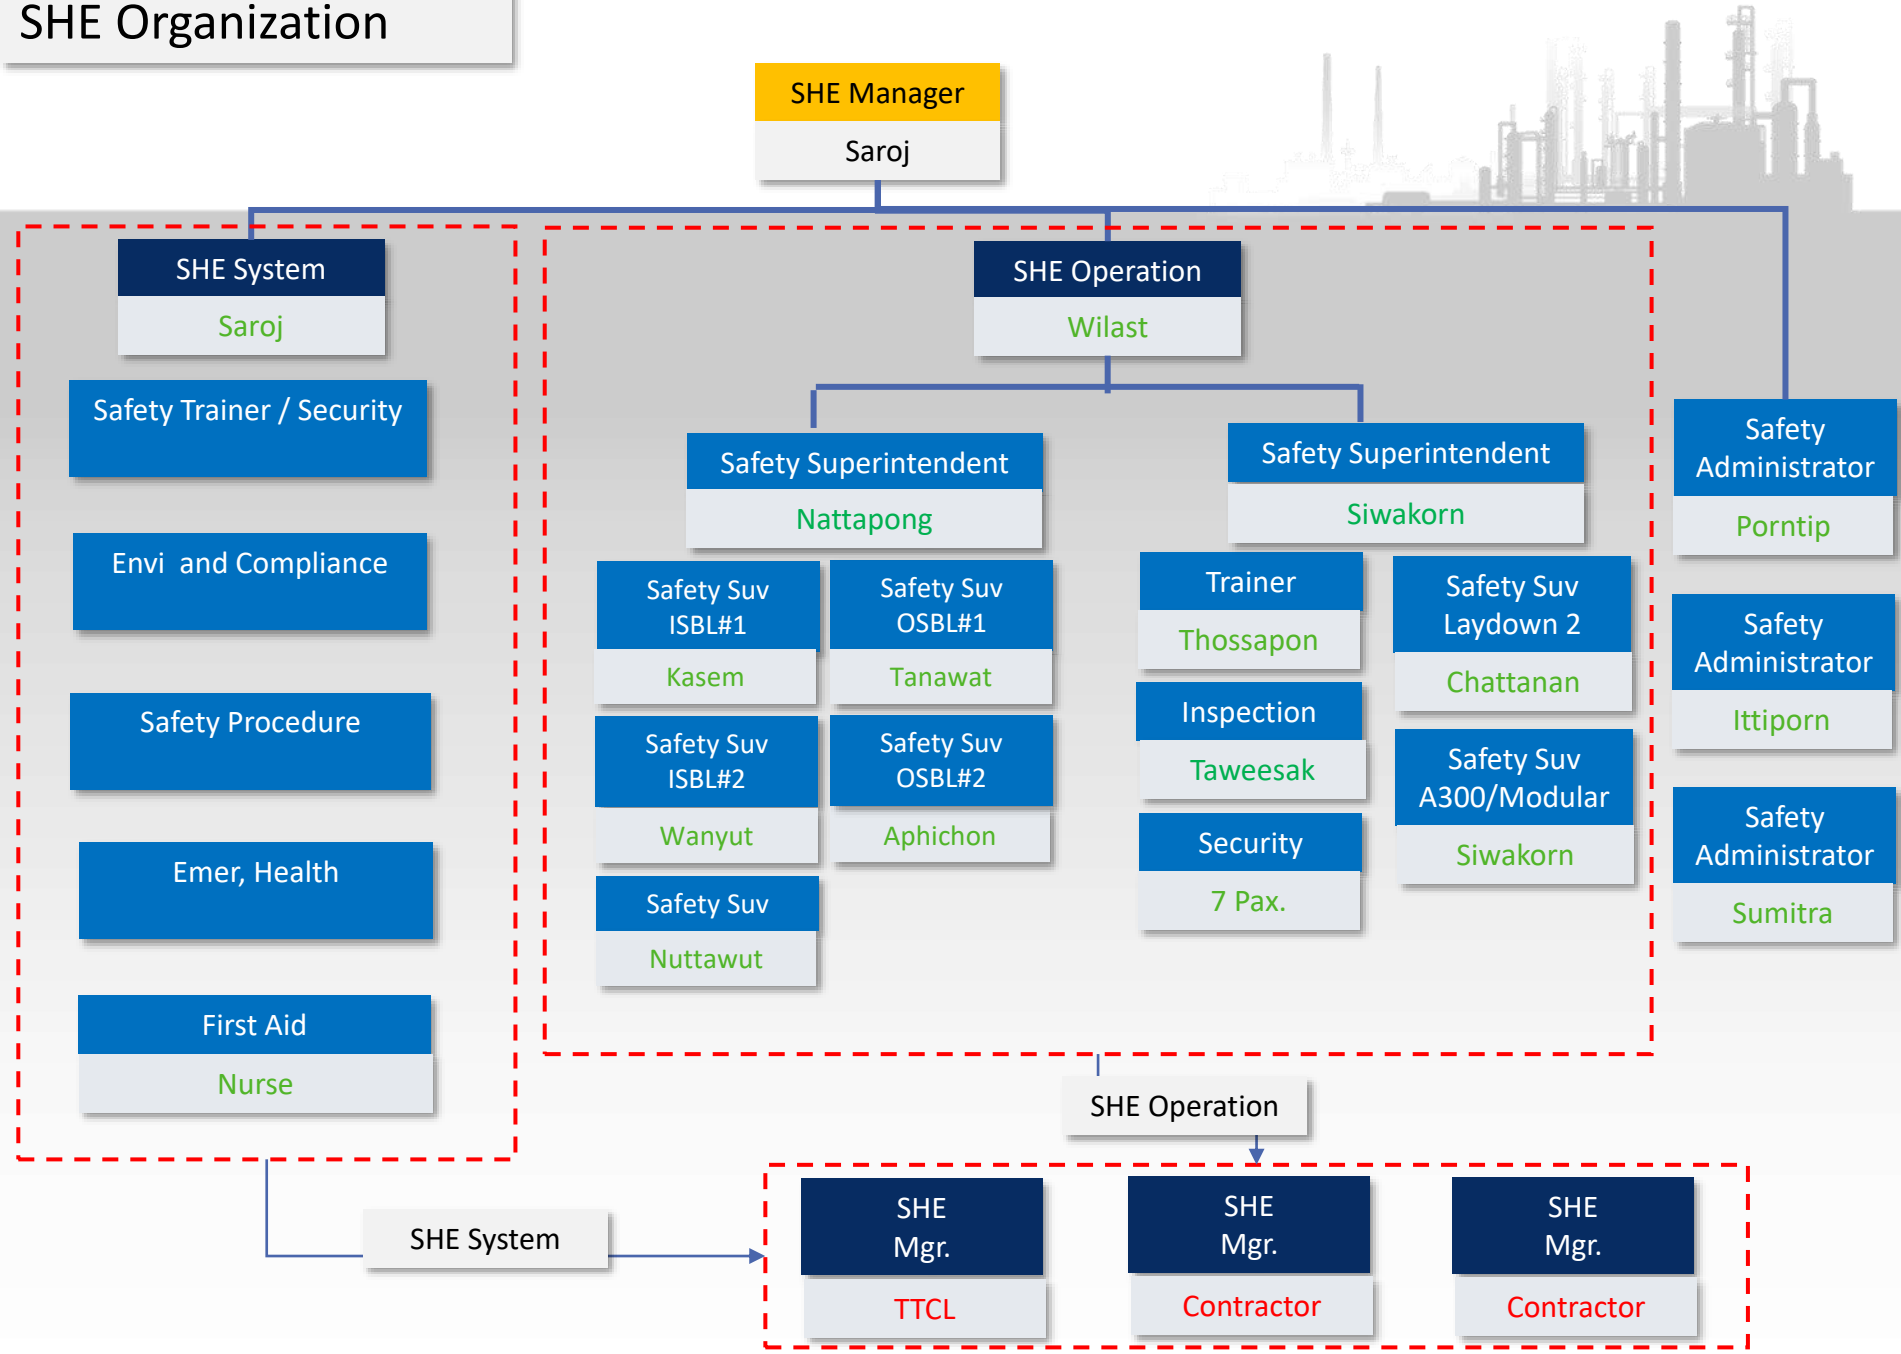 SHE Organization
SHE Manager
Saroj
SHE System
Saroj
Safety Trainer / Security
Envi  and Compliance
Safety Procedure
Emer, Health
First Aid
Nurse
SHE Operation
Wilast
Safety Superintendent
Nattapong
Safety Suv
ISBL#1
Kasem
Safety Suv
OSBL#1
Tanawat
Safety Suv
ISBL#2
Wanyut
Safety Suv
OSBL#2
Aphichon
Safety Suv
Nuttawut
Safety Superintendent
Siwakorn
Trainer
Thossapon
Inspection
Taweesak
Security
7 Pax.
Safety Suv
Laydown 2
Chattanan
Safety Suv
A300/Modular
Siwakorn
Safety
Administrator
Porntip
Safety
Administrator
Ittiporn
Safety
Administrator
Sumitra
SHE Operation
SHE System
SHE
Mgr.
TTCL
SHE
Mgr.
Contractor
SHE
Mgr.
Contractor